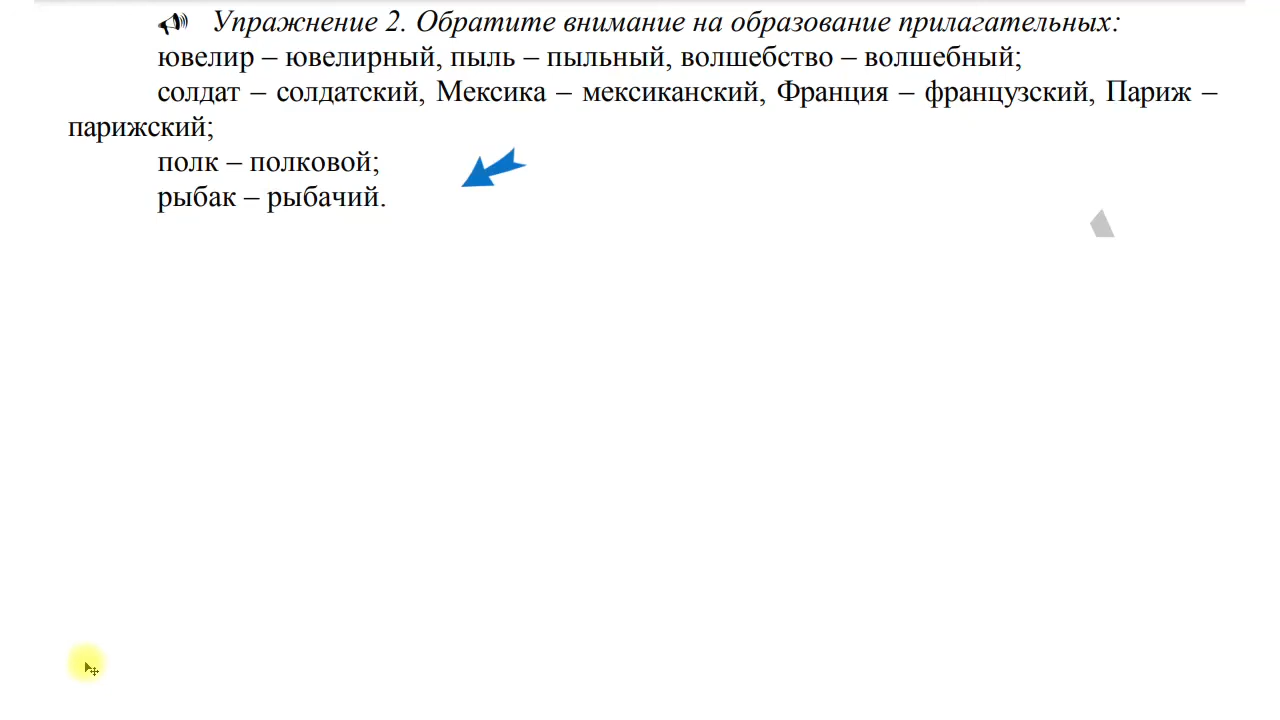 Упражнение 2. Обратите внимание на образование прилагательных:
ювелир – ювелирный, пыль – пыльный, волшебство – волшебный;
солдат – солдатский, Мексика – мексиканский, Франция – французский, Париж –
парижский;
полк – полковой;
рыбак – рыбачий.